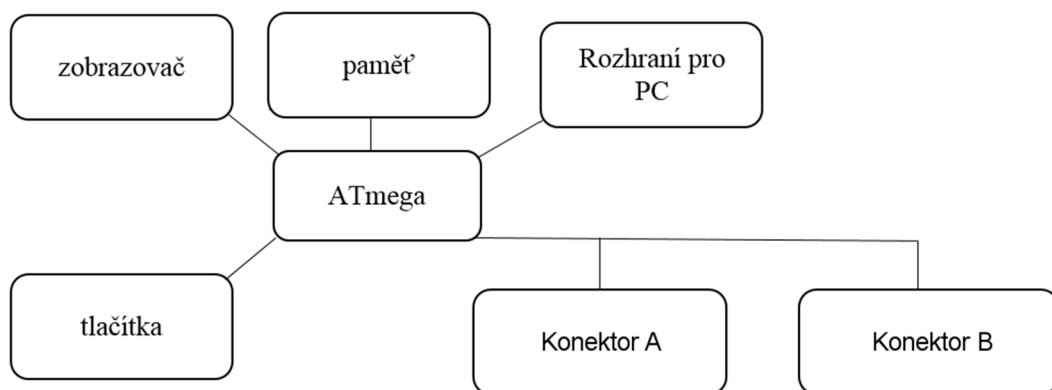 zobrazovač
paměť
Rozhraní pro
PC
ATmega
tlačítka
Konektor A
Konektor B